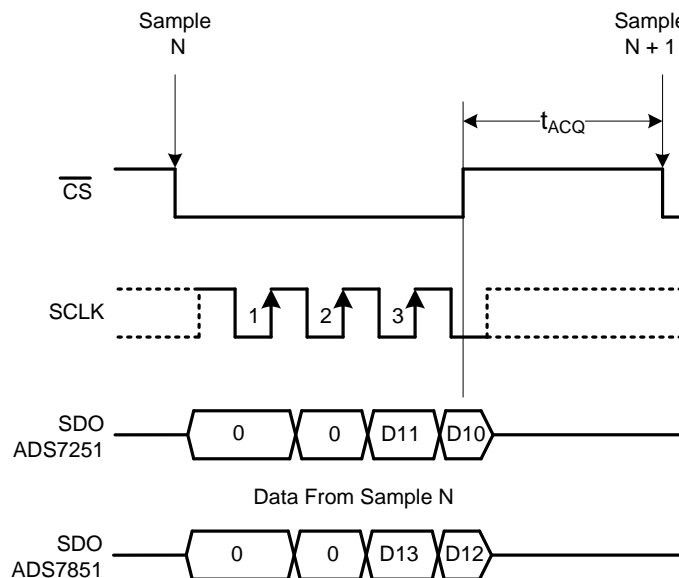 Sample
N
Sample
N + 1
tACQ
CS
SCLK
1
2
3
SDO
ADS7251
0
0
D11
D10
Data From Sample N
SDO
ADS7851
0
0
D13
D12